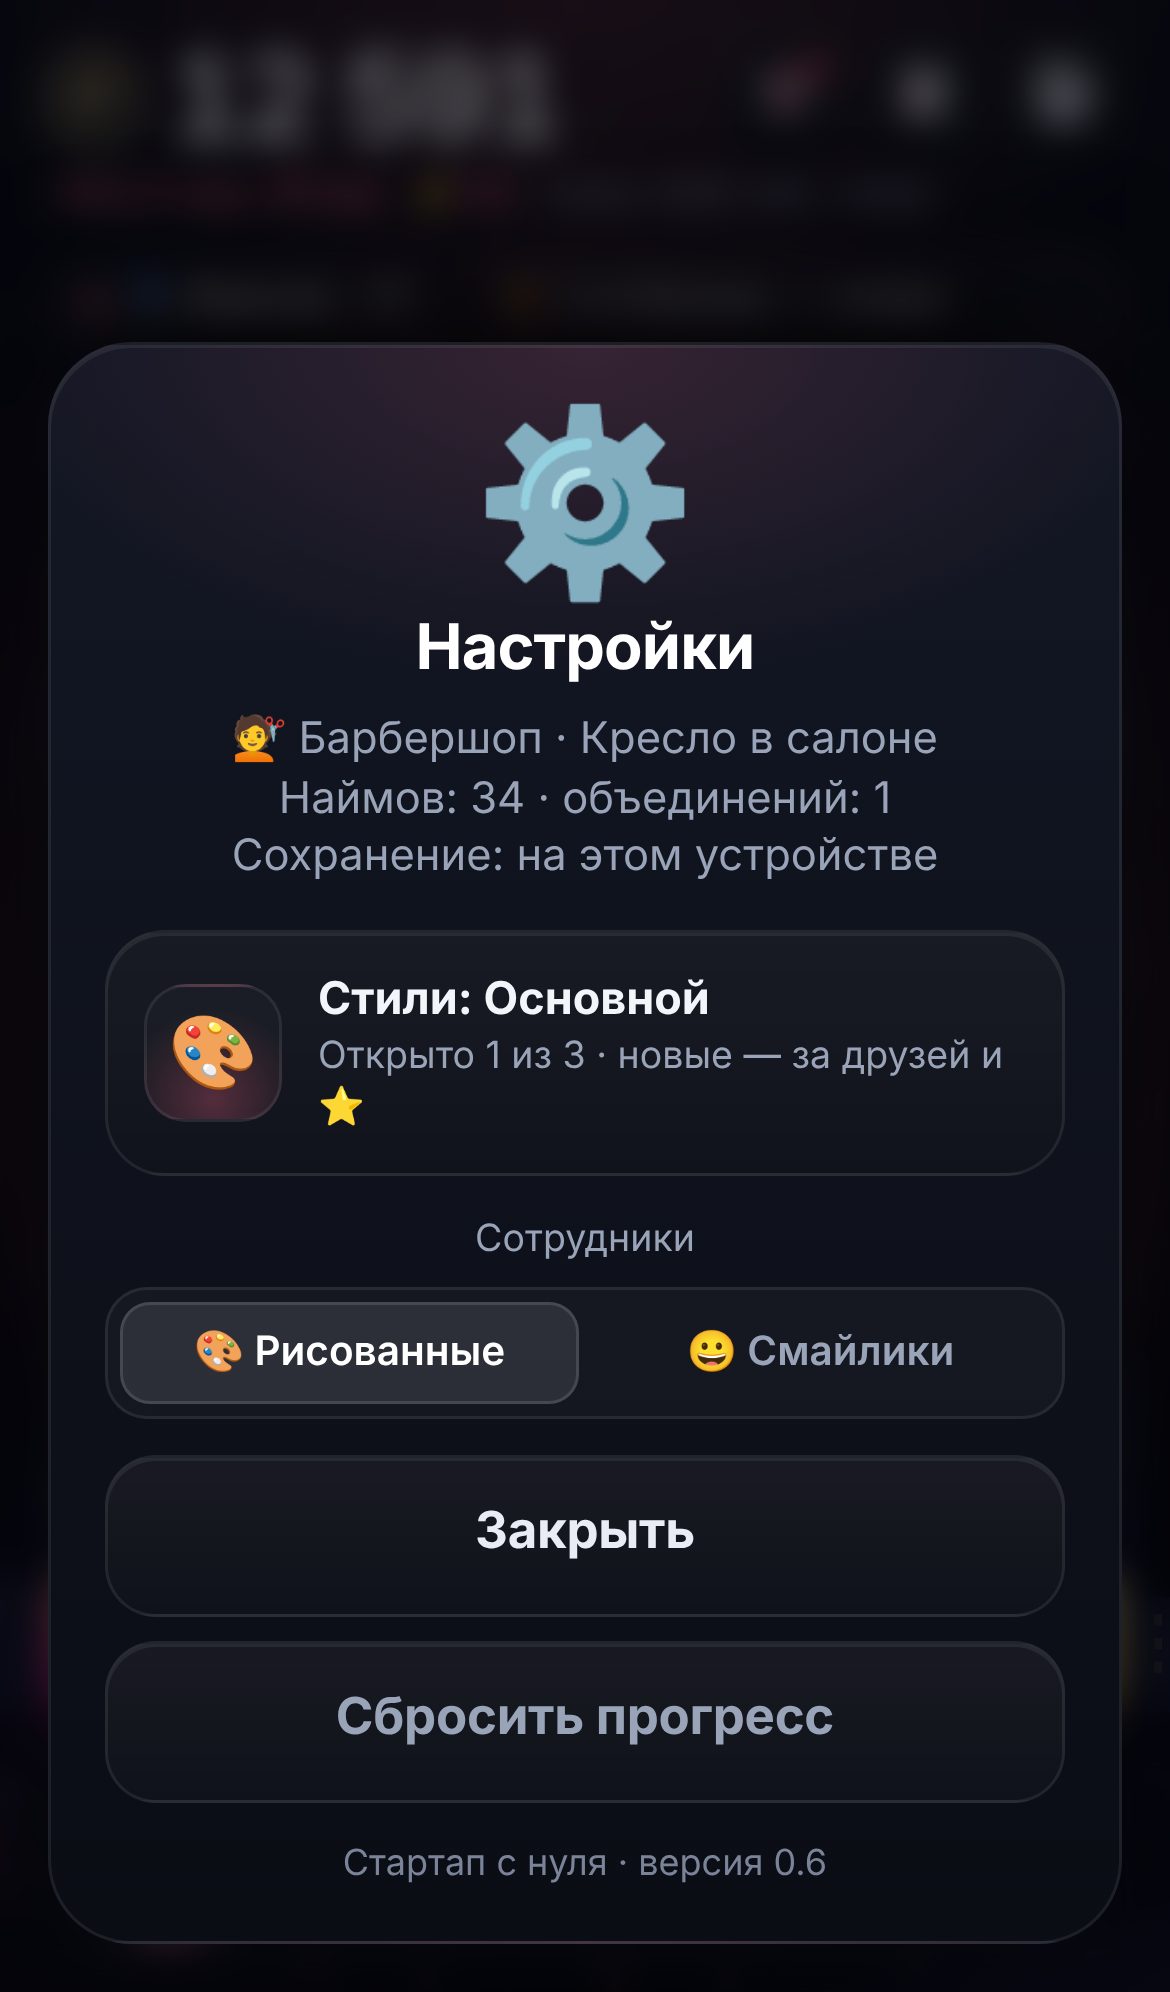 Настройки
Барбершоп · Кресло в салоне
Наймов: 34 · объединений: 1
Сохранение: на этом устройстве
Стили: Основной
Открыто 1 из 3 · новые — за друзей и
⭐
Сотрудники
🎨 Рисованные
😀 Смайлики
Закрыть
Сбросить прогресс
Стартап с нуля · версия 0.6